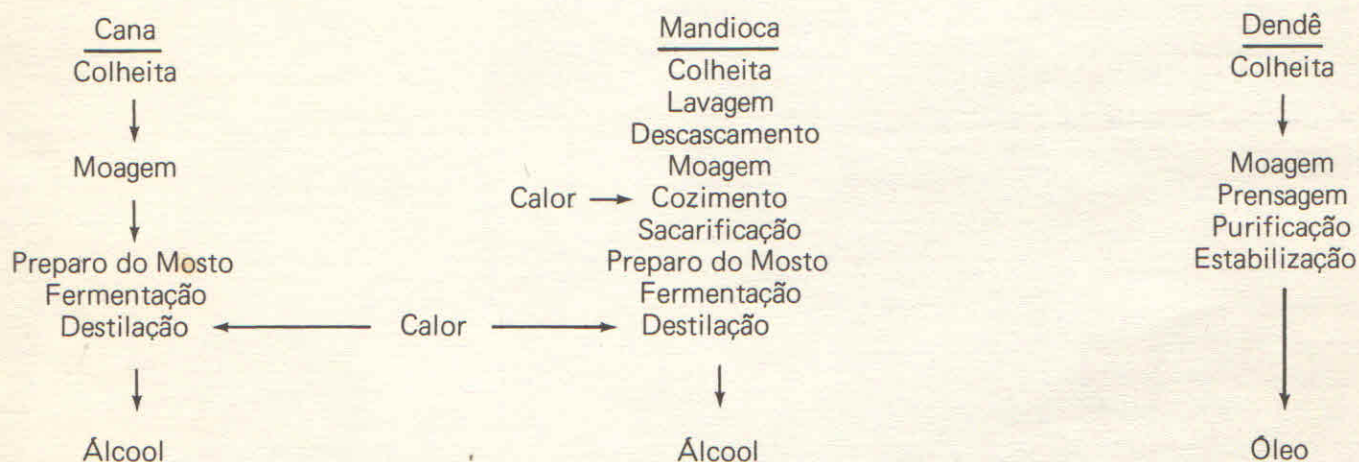 Cana
Colheita
Moagem
Preparo do Mosto
Fermentação
Destilação
Álcool
Calor
Mandioca
Colheita
Lavagem
Descascamento
Moagem
Calor
Cozimento
Sacarificação
Preparo do Mosto
Fermentação
Destilação
Álcool
Dendê
Colheita
Moagem
Prensagem
Purificação
Estabilização
Óleo